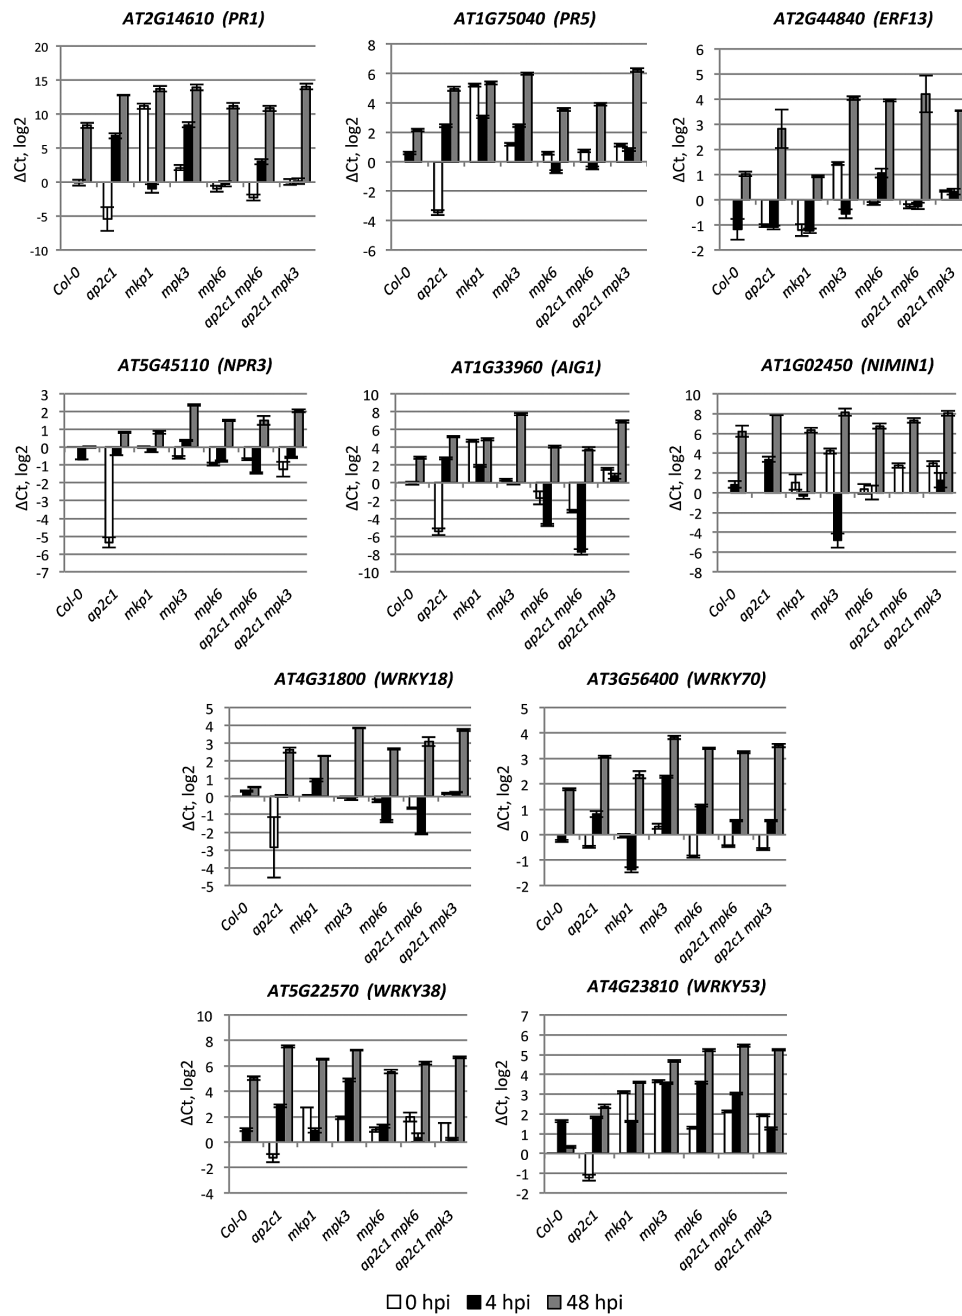 AT2G14610 (PR1)
AT1G75040 (PR5)
AT2G44840 (ERF13)
ΔCt, log2
20
15
10
5
0
-5
-10
Col-0
ap2c1
mkp1
mpk3
mpk6
ap2c1 mpk6
ap2c1 mpk3
ΔCt, log2
8
6
4
2
0
-2
-4
-6
Col-0
ap2c1
mkp1
mpk3
mpk6
ap2c1 mpk6
ap2c1 mpk3
ΔCt, log2
6
5
4
3
2
1
0
-1
-2
Col-0
ap2c1
mkp1
mpk3
mpk6
ap2c1 mpk6
ap2c1 mpk3
AT5G45110 (NPR3)
AT1G33960 (AIG1)
AT1G02450 (NIMIN1)
ΔCt, log2
3
2
1
0
-1
-2
-3
-4
-5
-6
-7
Col-0
ap2c1
mkp1
mpk3
mpk6
ap2c1 mpk6
ap2c1 mpk3
ΔCt, log2
10
8
6
4
2
0
-2
-4
-6
-8
-10
Col-0
ap2c1
mkp1
mpk3
mpk6
ap2c1 mpk6
ap2c1 mpk3
ΔCt, log2
10
8
6
4
2
0
-2
-4
-6
-8
Col-0
ap2c1
mkp1
mpk3
mpk6
ap2c1 mpk6
ap2c1 mpk3
AT4G31800 (WRKY18)
AT3G56400 (WRKY70)
ΔCt, log2
5
4
3
2
1
0
-1
-2
-3
-4
-5
Col-0
ap2c1
mkp1
mpk3
mpk6
ap2c1 mpk6
ap2c1 mpk3
ΔCt, log2
5
4
3
2
1
0
-1
-2
Col-0
ap2c1
mkp1
mpk3
mpk6
ap2c1 mpk6
ap2c1 mpk3
AT5G22570 (WRKY38)
AT4G23810 (WRKY53)
ΔCt, log2
10
8
6
4
2
0
-2
-4
Col-0
ap2c1
mkp1
mpk3
mpk6
ap2c1 mpk6
ap2c1 mpk3
ΔCt, log2
7
6
5
4
3
2
1
0
-1
-2
Col-0
ap2c1
mkp1
mpk3
mpk6
ap2c1 mpk6
ap2c1 mpk3
0 hpi 4 hpi 48 hpi